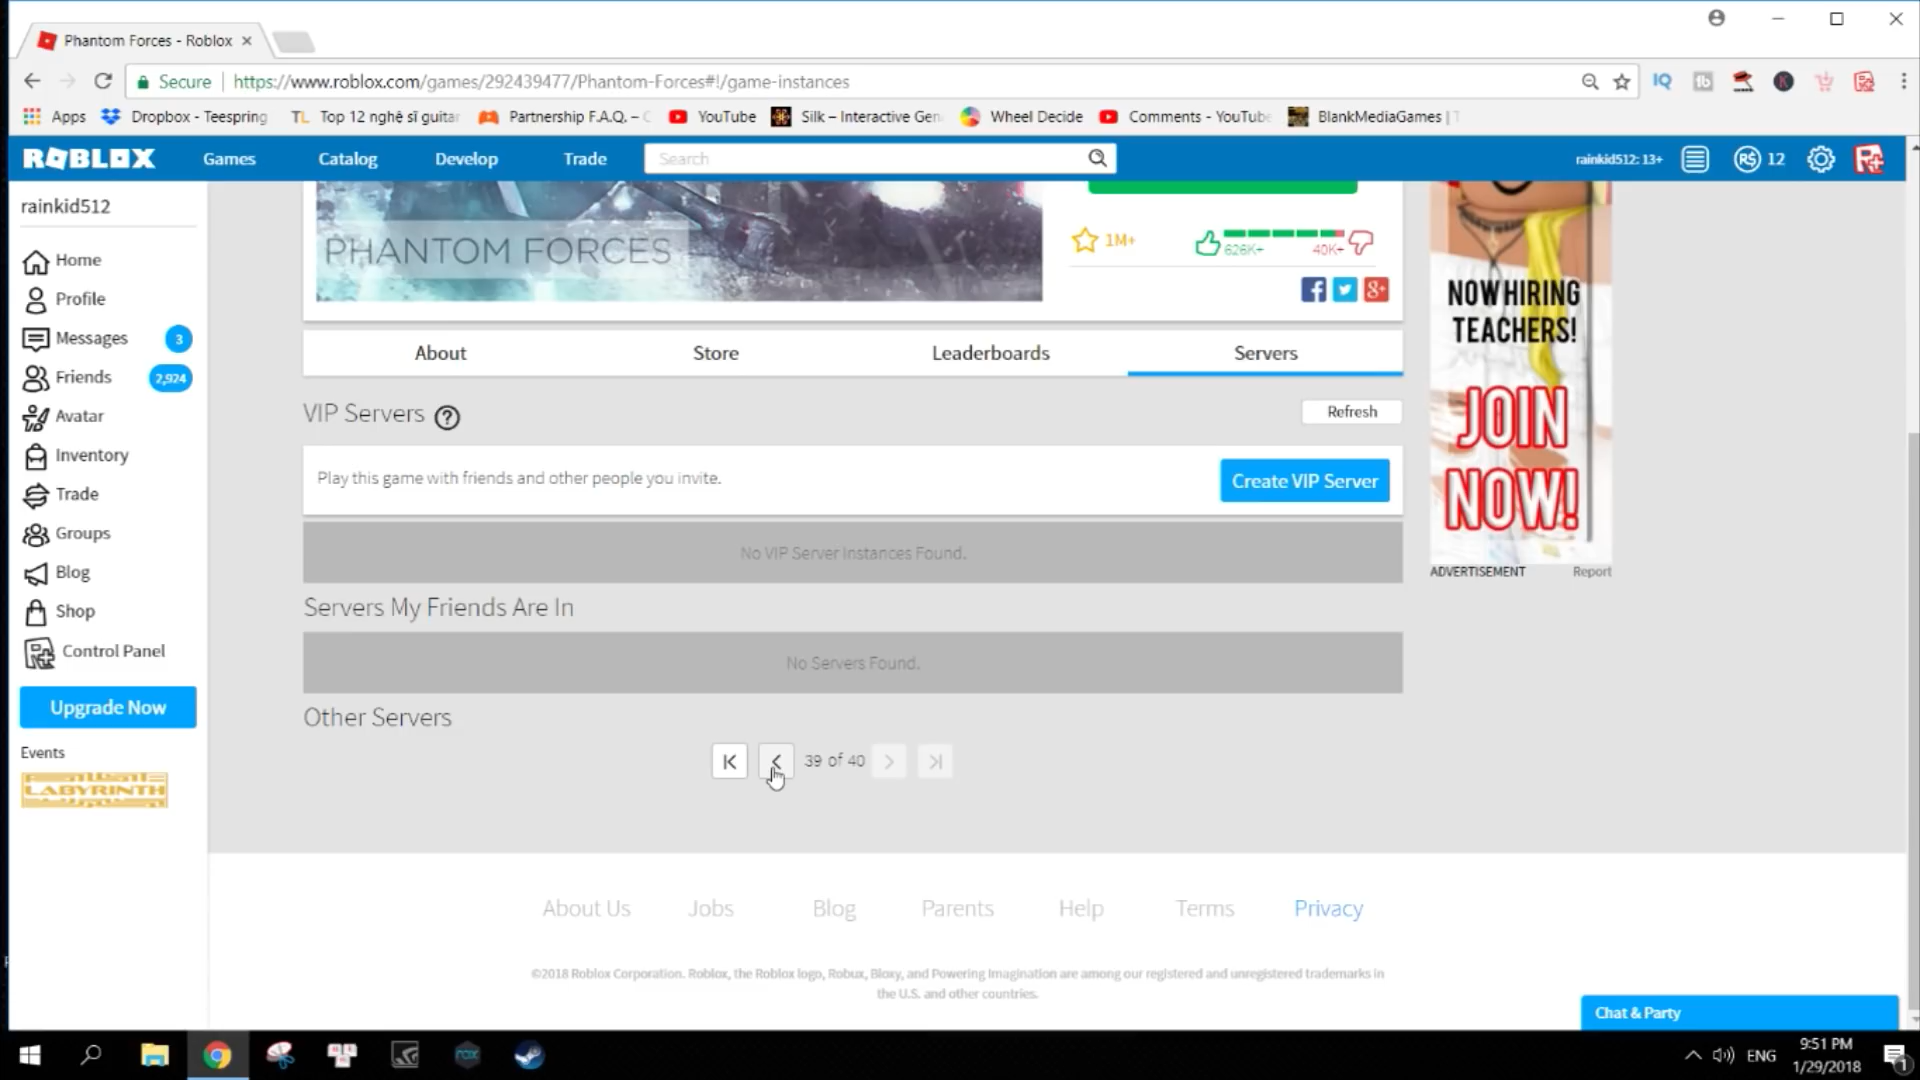 Phantom Forces - Roblox
Secure
https://www.roblox.com/games/292439477/Phantom-Forces#!/game-instances
Apps
Dropbox - Teespring
Top 12 nghệ sĩ guitar
Partnership F.A.Q. – C
YouTube
Silk – Interactive Gen
Wheel Decide
Comments - YouTube
BlankMediaGames |
ROBLOX
Games
Catalog
Develop
Trade
Search
rainkid512: 13+
R$ 12
rainkid512
Home
Profile
Messages 3
Friends 2,924
Avatar
Inventory
Trade
Groups
Blog
Shop
Control Panel
Upgrade Now
Events
LABYRINTH
PHANTOM FORCES
1M+
626K+
40K+
About
Store
Leaderboards
Servers
VIP Servers
Refresh
Play this game with friends and other people you invite.
Create VIP Server
No VIP Server Instances Found.
Servers My Friends Are In
No Servers Found.
Other Servers
39 of 40
NOW HIRING
TEACHERS!
JOIN
NOW!
ADVERTISEMENT
Report
About Us
Jobs
Blog
Parents
Help
Terms
Privacy
©2018 Roblox Corporation. Roblox, the Roblox logo, Robux, Bloxy, and Powering Imagination are among our registered and unregistered trademarks in
the U.S. and other countries.
Chat & Party
ENG
9:51 PM
1/29/2018